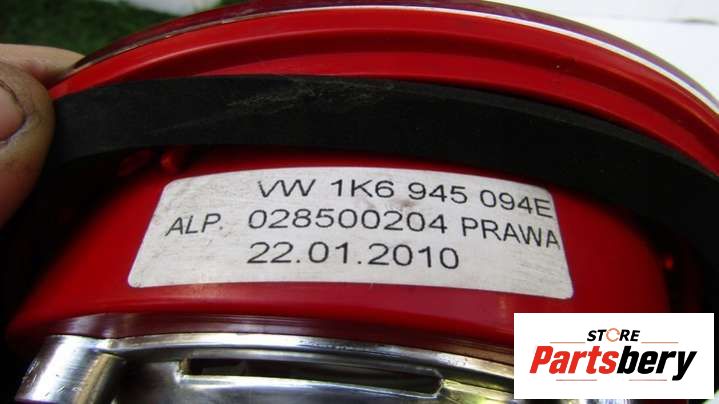 VW 1K6 945 094E
ALP. 028500204 PRAWA
22.01.2010
STORE
Partsbery